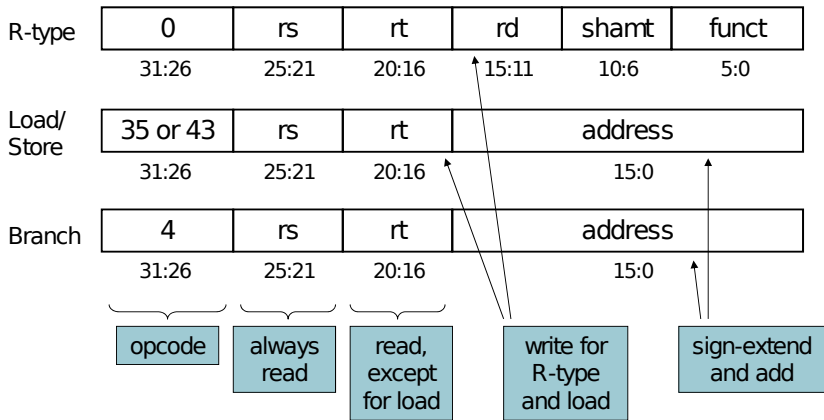 R-type 0 rs rt rd shamt funct
31:26 25:21 20:16 15:11 10:6 5:0
Load/
Store 35 or 43 rs rt address
31:26 25:21 20:16 15:0
Branch 4 rs rt address
31:26 25:21 20:16 15:0
opcode
always
read
read,
except
for load
write for
R-type
and load
sign-extend
and add